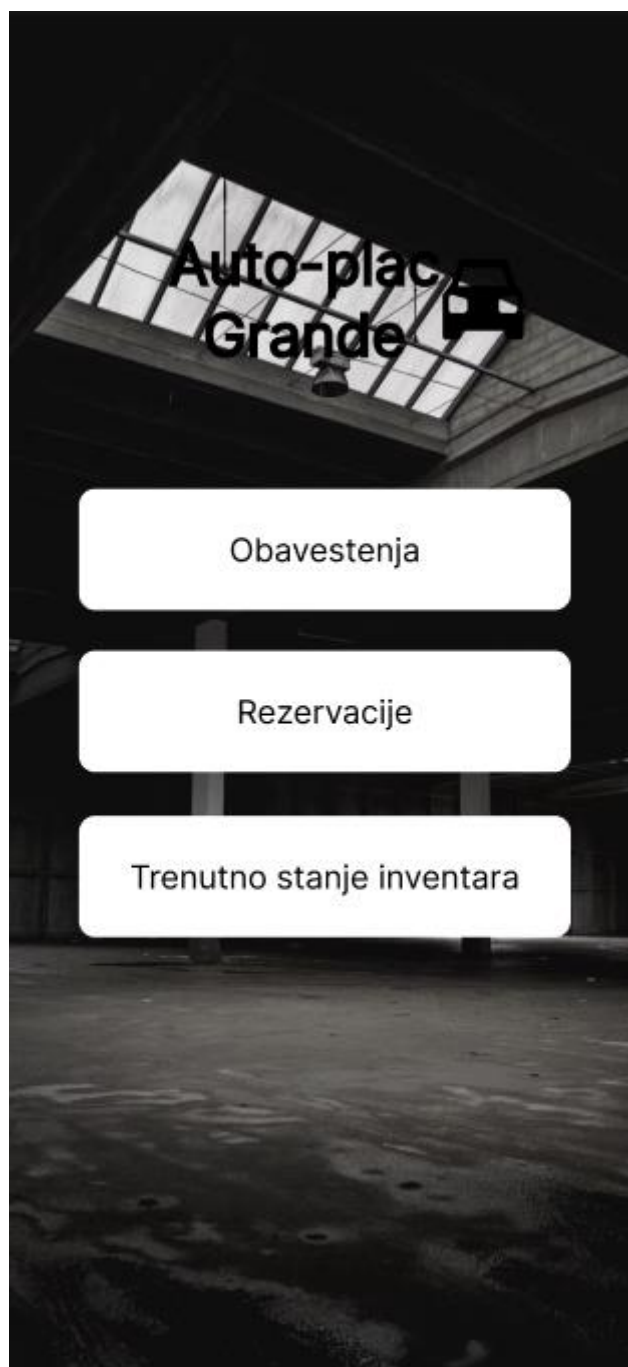 Auto-plac
Grande
Obavestenja
Rezervacije
Trenutno stanje inventara